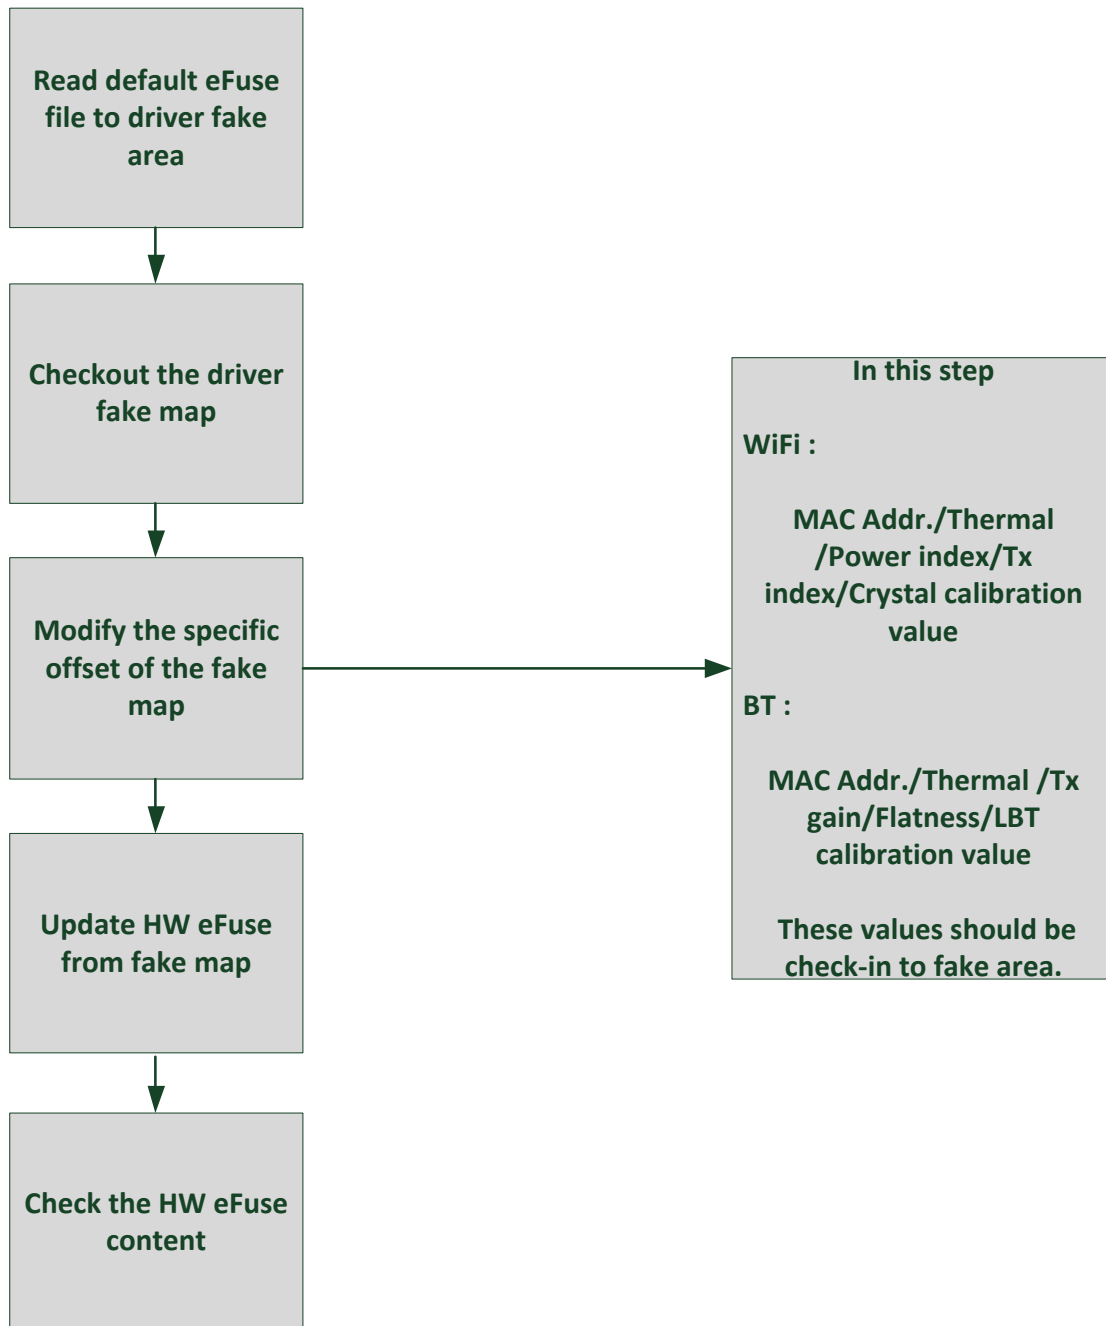 Read default eFuse
file to driver fake
area
Checkout the driver
fake map
Modify the specific
offset of the fake
map
Update HW eFuse
from fake map
Check the HW eFuse
content
In this step
WiFi :
MAC Addr./Thermal
/Power index/Tx
index/Crystal calibration
value
BT :
MAC Addr./Thermal /Tx
gain/Flatness/LBT
calibration value
These values should be
check-in to fake area.